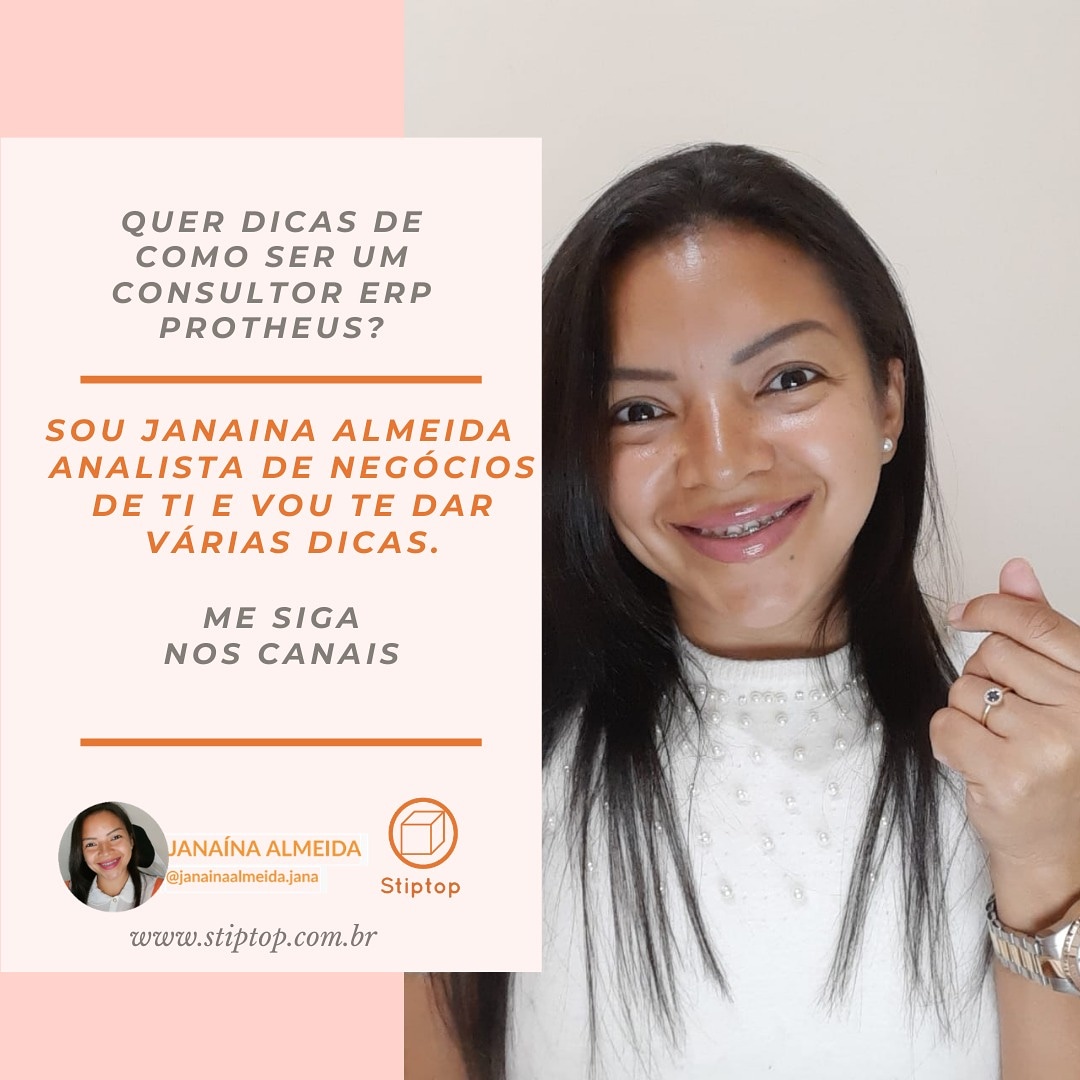 QUER DICAS DE
COMO SER UM
CONSULTOR ERP
PROTHEUS?
SOU JANAINA ALMEIDA
ANALISTA DE NEGÓCIOS
DE TI E VOU TE DAR
VÁRIAS DICAS.
ME SIGA
NOS CANAIS
JANAÍNA ALMEIDA
@janainaalmeida.jana
Stiptop
www.stiptop.com.br